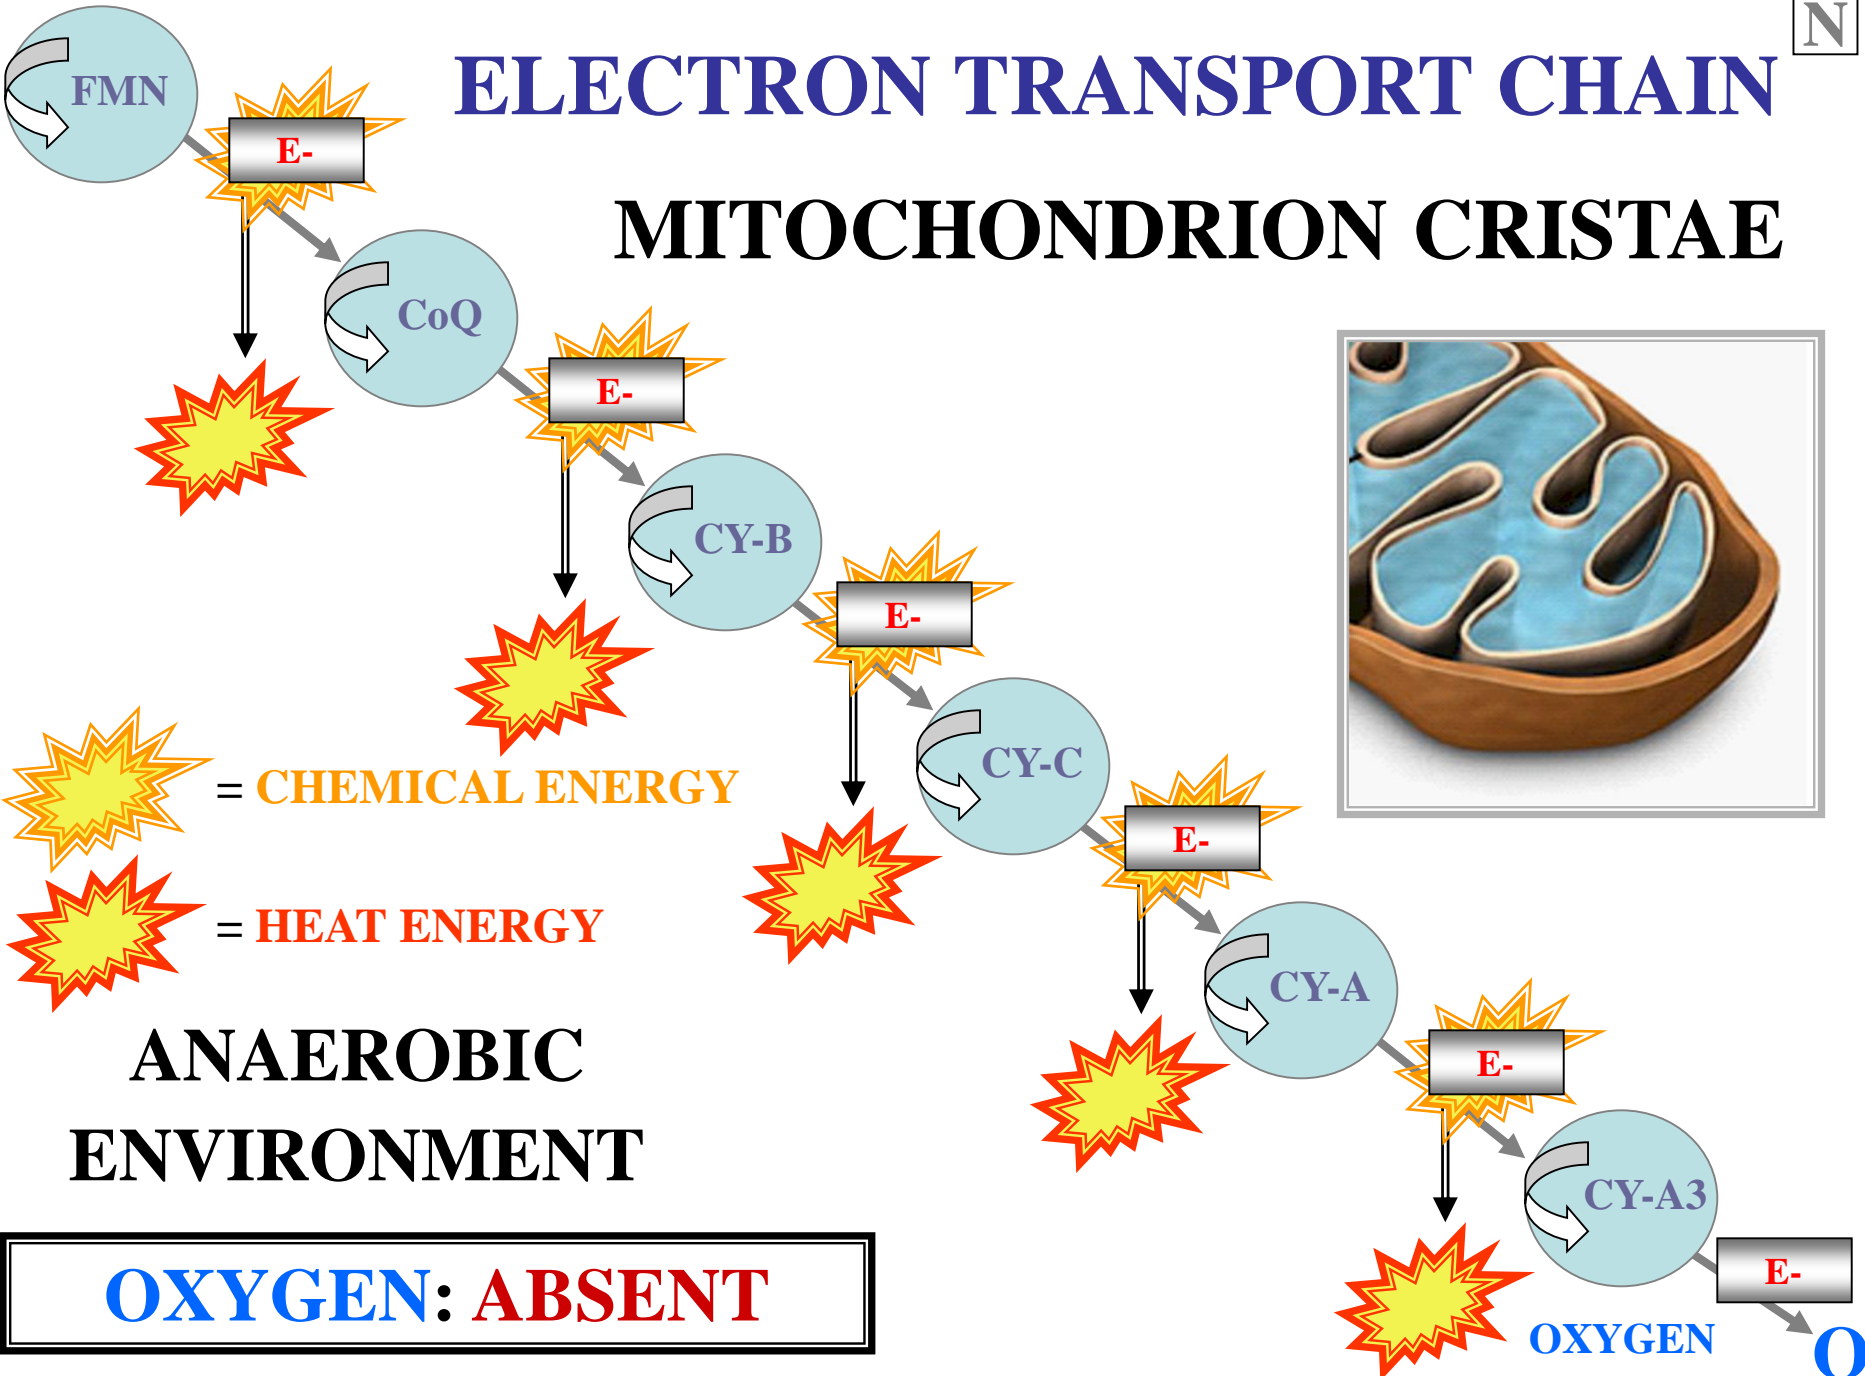 N
FMN
ELECTRON TRANSPORT CHAIN
E-
MITOCHONDRION CRISTAE
CoQ
E-
CY-B
E-
CY-C
= CHEMICAL ENERGY
E-
= HEAT ENERGY
CY-A
ANAEROBIC
ENVIRONMENT
E-
CY-A3
E-
OXYGEN: ABSENT
OXYGEN
O